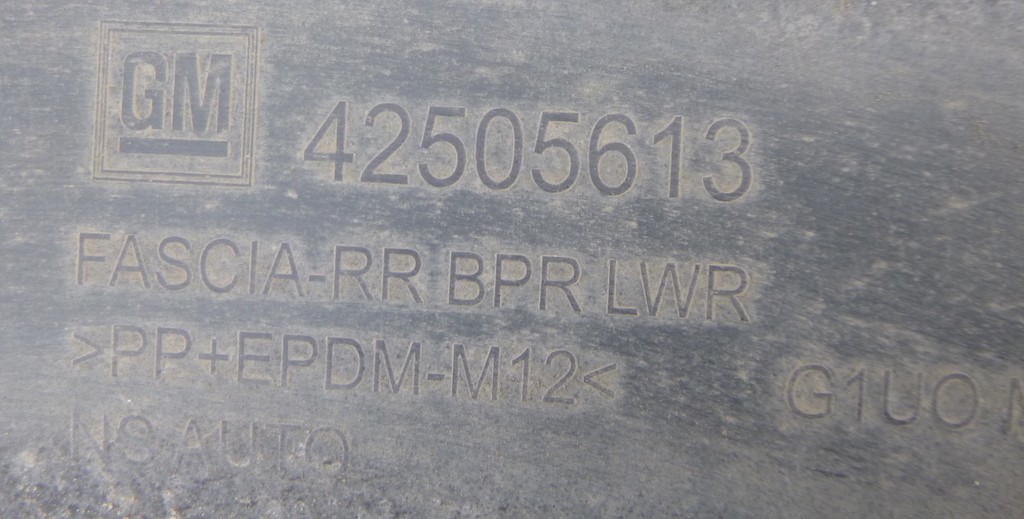 GM 42505613
FASCIA-RR BPR LWR
>PP+EPDM-M12<
G1UO
NS AUTO